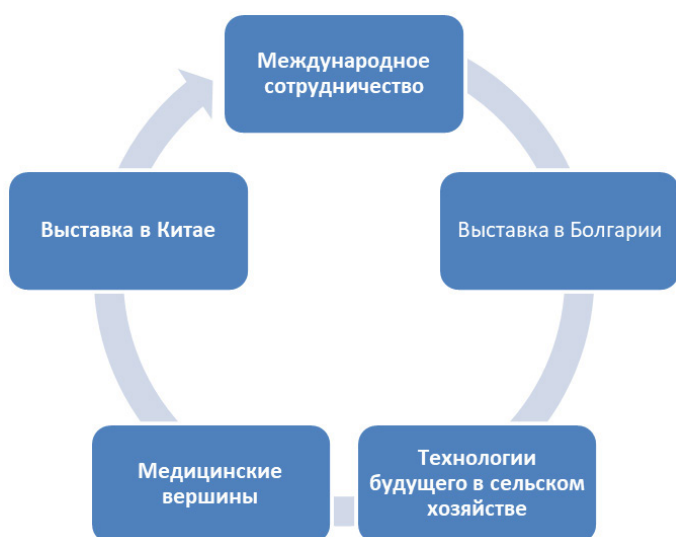 Международное
сотрудничество
Выставка в Болгарии
Технологии
будущего в сельском
хозяйстве
Медицинские
вершины
Выставка в Китае